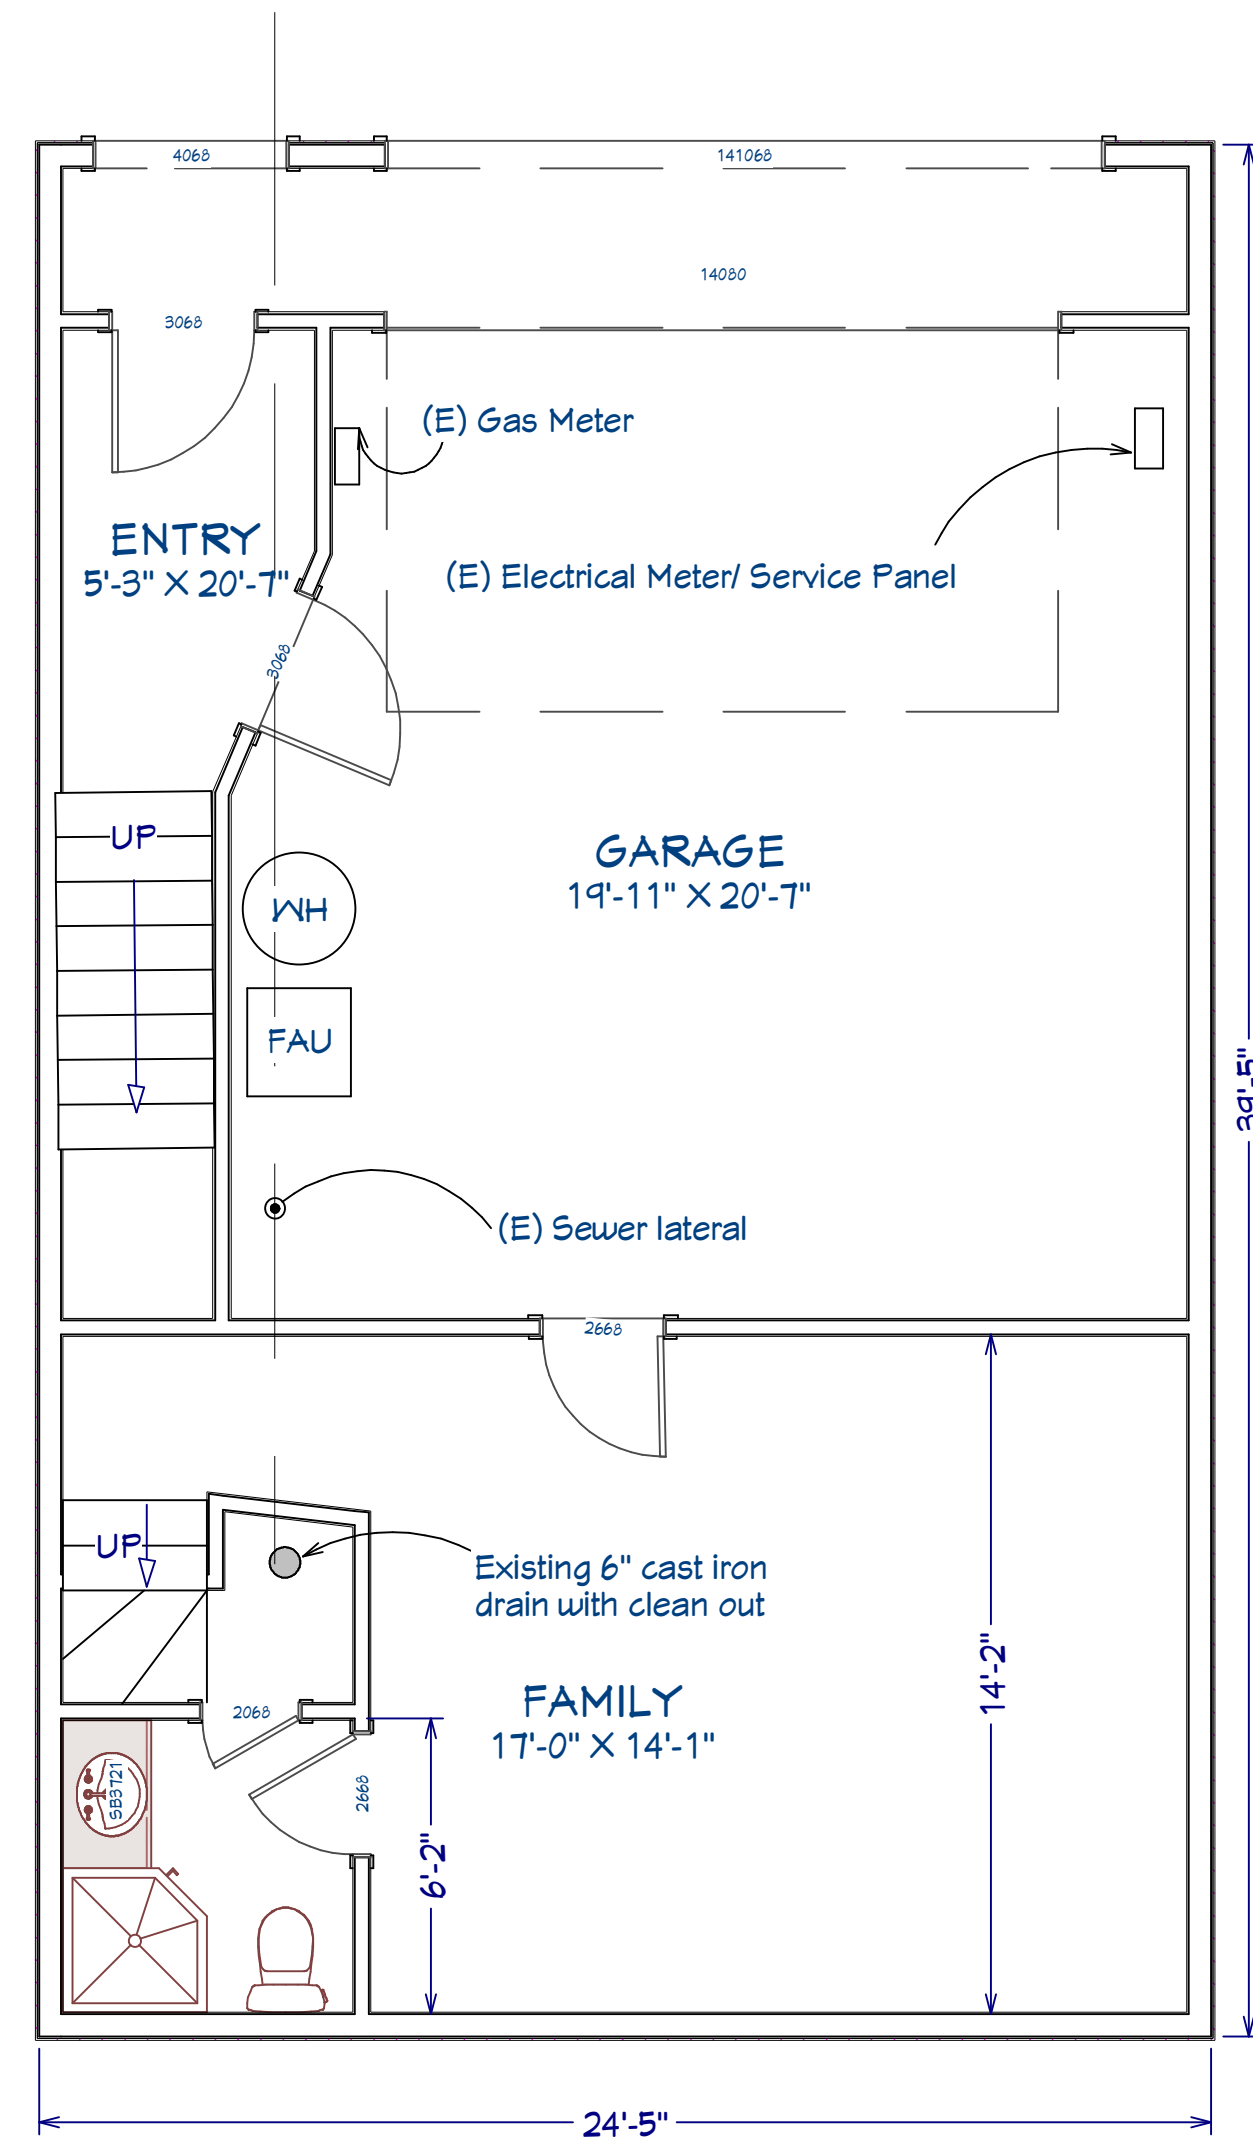 4068
141068
14080
3068
(E) Gas Meter
ENTRY
5'-3" X 20'-7"
(E) Electrical Meter/ Service Panel
3068
UP
GARAGE
19'-11" X 20'-7"
WH
FAU
39'-5"
(E) Sewer lateral
2668
UP
Existing 6" cast iron
drain with clean out
14'-2"
FAMILY
17'-0" X 14'-1"
2068
SB3721
2668
6'-2"
24'-5"